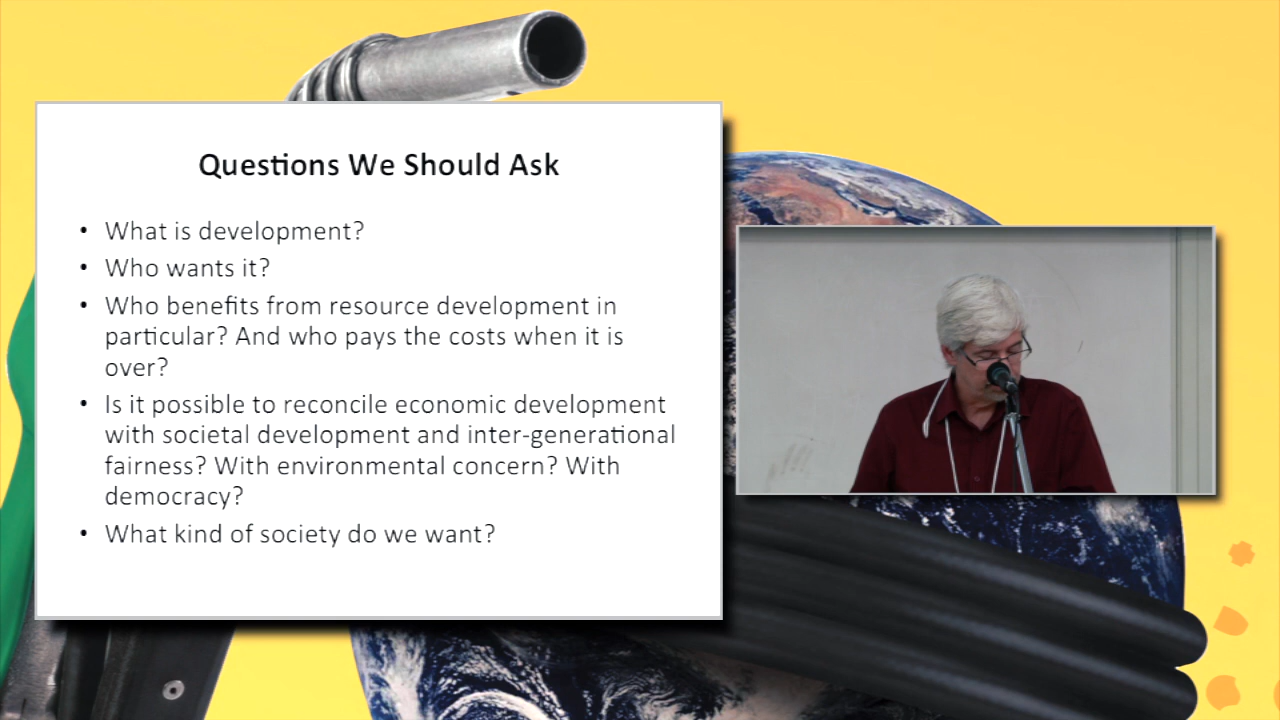 Questions We Should Ask
• What is development?
• Who wants it?
• Who benefits from resource development in
particular? And who pays the costs when it is
over?
• Is it possible to reconcile economic development
with societal development and inter-generational
fairness? With environmental concern? With
democracy?
• What kind of society do we want?